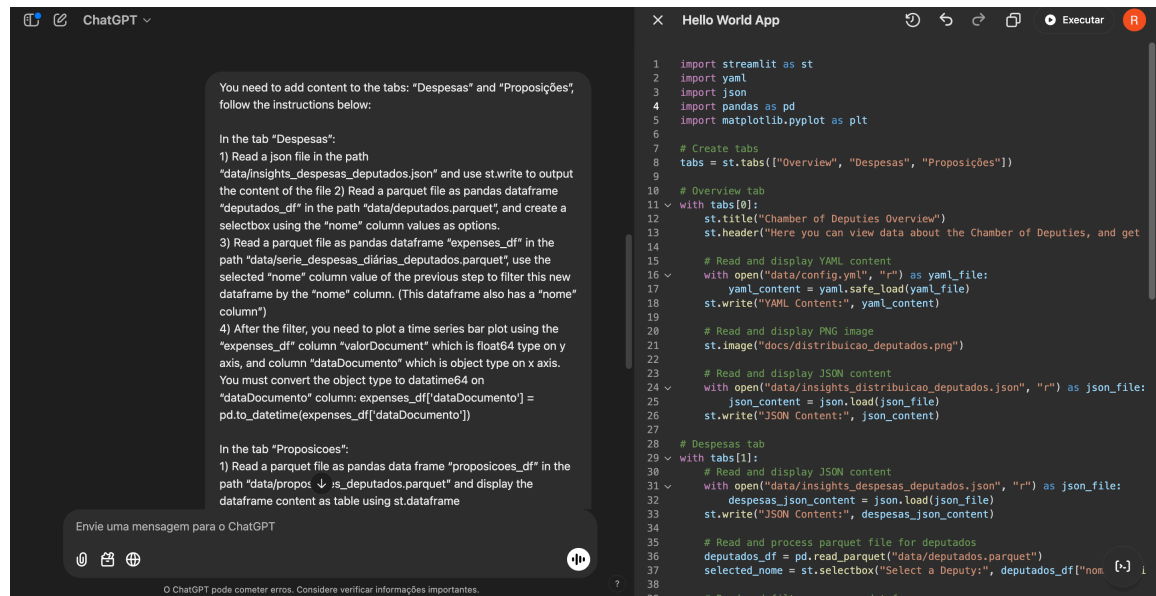 ChatGPT
You need to add content to the tabs: “Despesas” and “Proposições”,
follow the instructions below:
In the tab “Despesas”:
1) Read a json file in the path
“data/insights_despesas_deputados.json” and use st.write to output
the content of the file 2) Read a parquet file as pandas dataframe
“deputados_df” in the path “data/deputados.parquet”, and create a
selectbox using the “nome” column values as options.
3) Read a parquet file as pandas dataframe “expenses_df” in the
path “data/serie_despesas_diárias_deputados.parquet”, use the
selected “nome” column value of the previous step to filter this new
dataframe by the “nome” column. (This dataframe also has a “nome”
column”)
4) After the filter, you need to plot a time series bar plot using the
“expenses_df” column “valorDocument” which is float64 type on y
axis, and column “dataDocumento” which is object type on x axis.
You must convert the object type to datatime64 on
“dataDocumento” column: expenses_df['dataDocumento'] =
pd.to_datetime(expenses_df['dataDocumento'])
In the tab “Proposicoes”:
1) Read a parquet file as pandas data frame “proposicoes_df” in the
path “data/propos es_deputados.parquet” and display the
dataframe content as table using st.dataframe
Envie uma mensagem para o ChatGPT
O ChatGPT pode cometer erros. Considere verificar informações importantes.
?
Hello World App
Executar
R
1 import streamlit as st
2 import yaml
3 import json
4 import pandas as pd
5 import matplotlib.pyplot as plt
6
7 # Create tabs
8 tabs = st.tabs(["Overview", "Despesas", "Proposições"])
9
10 # Overview tab
11 with tabs[0]:
12 st.title("Chamber of Deputies Overview")
13 st.header("Here you can view data about the Chamber of Deputies, and get
14
15 # Read and display YAML content
16 with open("data/config.yml", "r") as yaml_file:
17 yaml_content = yaml.safe_load(yaml_file)
18 st.write("YAML Content:", yaml_content)
19
20 # Read and display PNG image
21 st.image("docs/distribuicao_deputados.png")
22
23 # Read and display JSON content
24 with open("data/insights_distribuicao_deputados.json", "r") as json_file:
25 json_content = json.load(json_file)
26 st.write("JSON Content:", json_content)
27
28 # Despesas tab
29 with tabs[1]:
30 # Read and display JSON content
31 with open("data/insights_despesas_deputados.json", "r") as json_file:
32 despesas_json_content = json.load(json_file)
33 st.write("JSON Content:", despesas_json_content)
34
35 # Read and process parquet file for deputados
36 deputados_df = pd.read_parquet("data/deputados.parquet")
37 selected_nome = st.selectbox("Select a Deputy:", deputados_df["nom
38